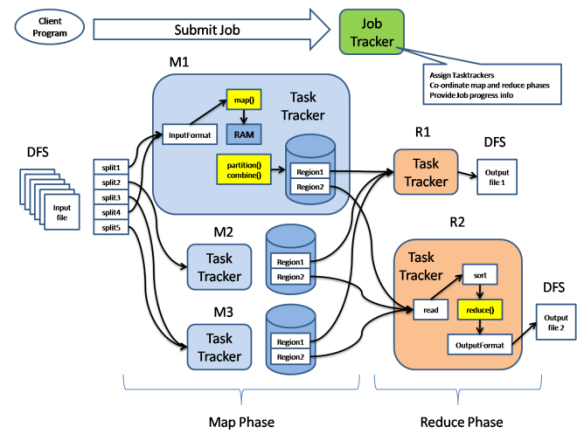 Client
Program
Submit Job
Job
Tracker
Assign Tasktrackers
Co-ordinate map and reduce phases
Provide Job progress info
M1
map()
Task
Tracker
InputFormat
RAM
partition()
combine()
Region1
Region2
DFS
Input
file
split1
split2
split3
split4
split5
M2
Task
Tracker
Region1
Region2
M3
Task
Tracker
Region1
Region2
R1
Task
Tracker
DFS
Output
file 1
R2
Task
Tracker
sort
read
reduce()
OutputFormat
DFS
Output
file 2
Map Phase
Reduce Phase